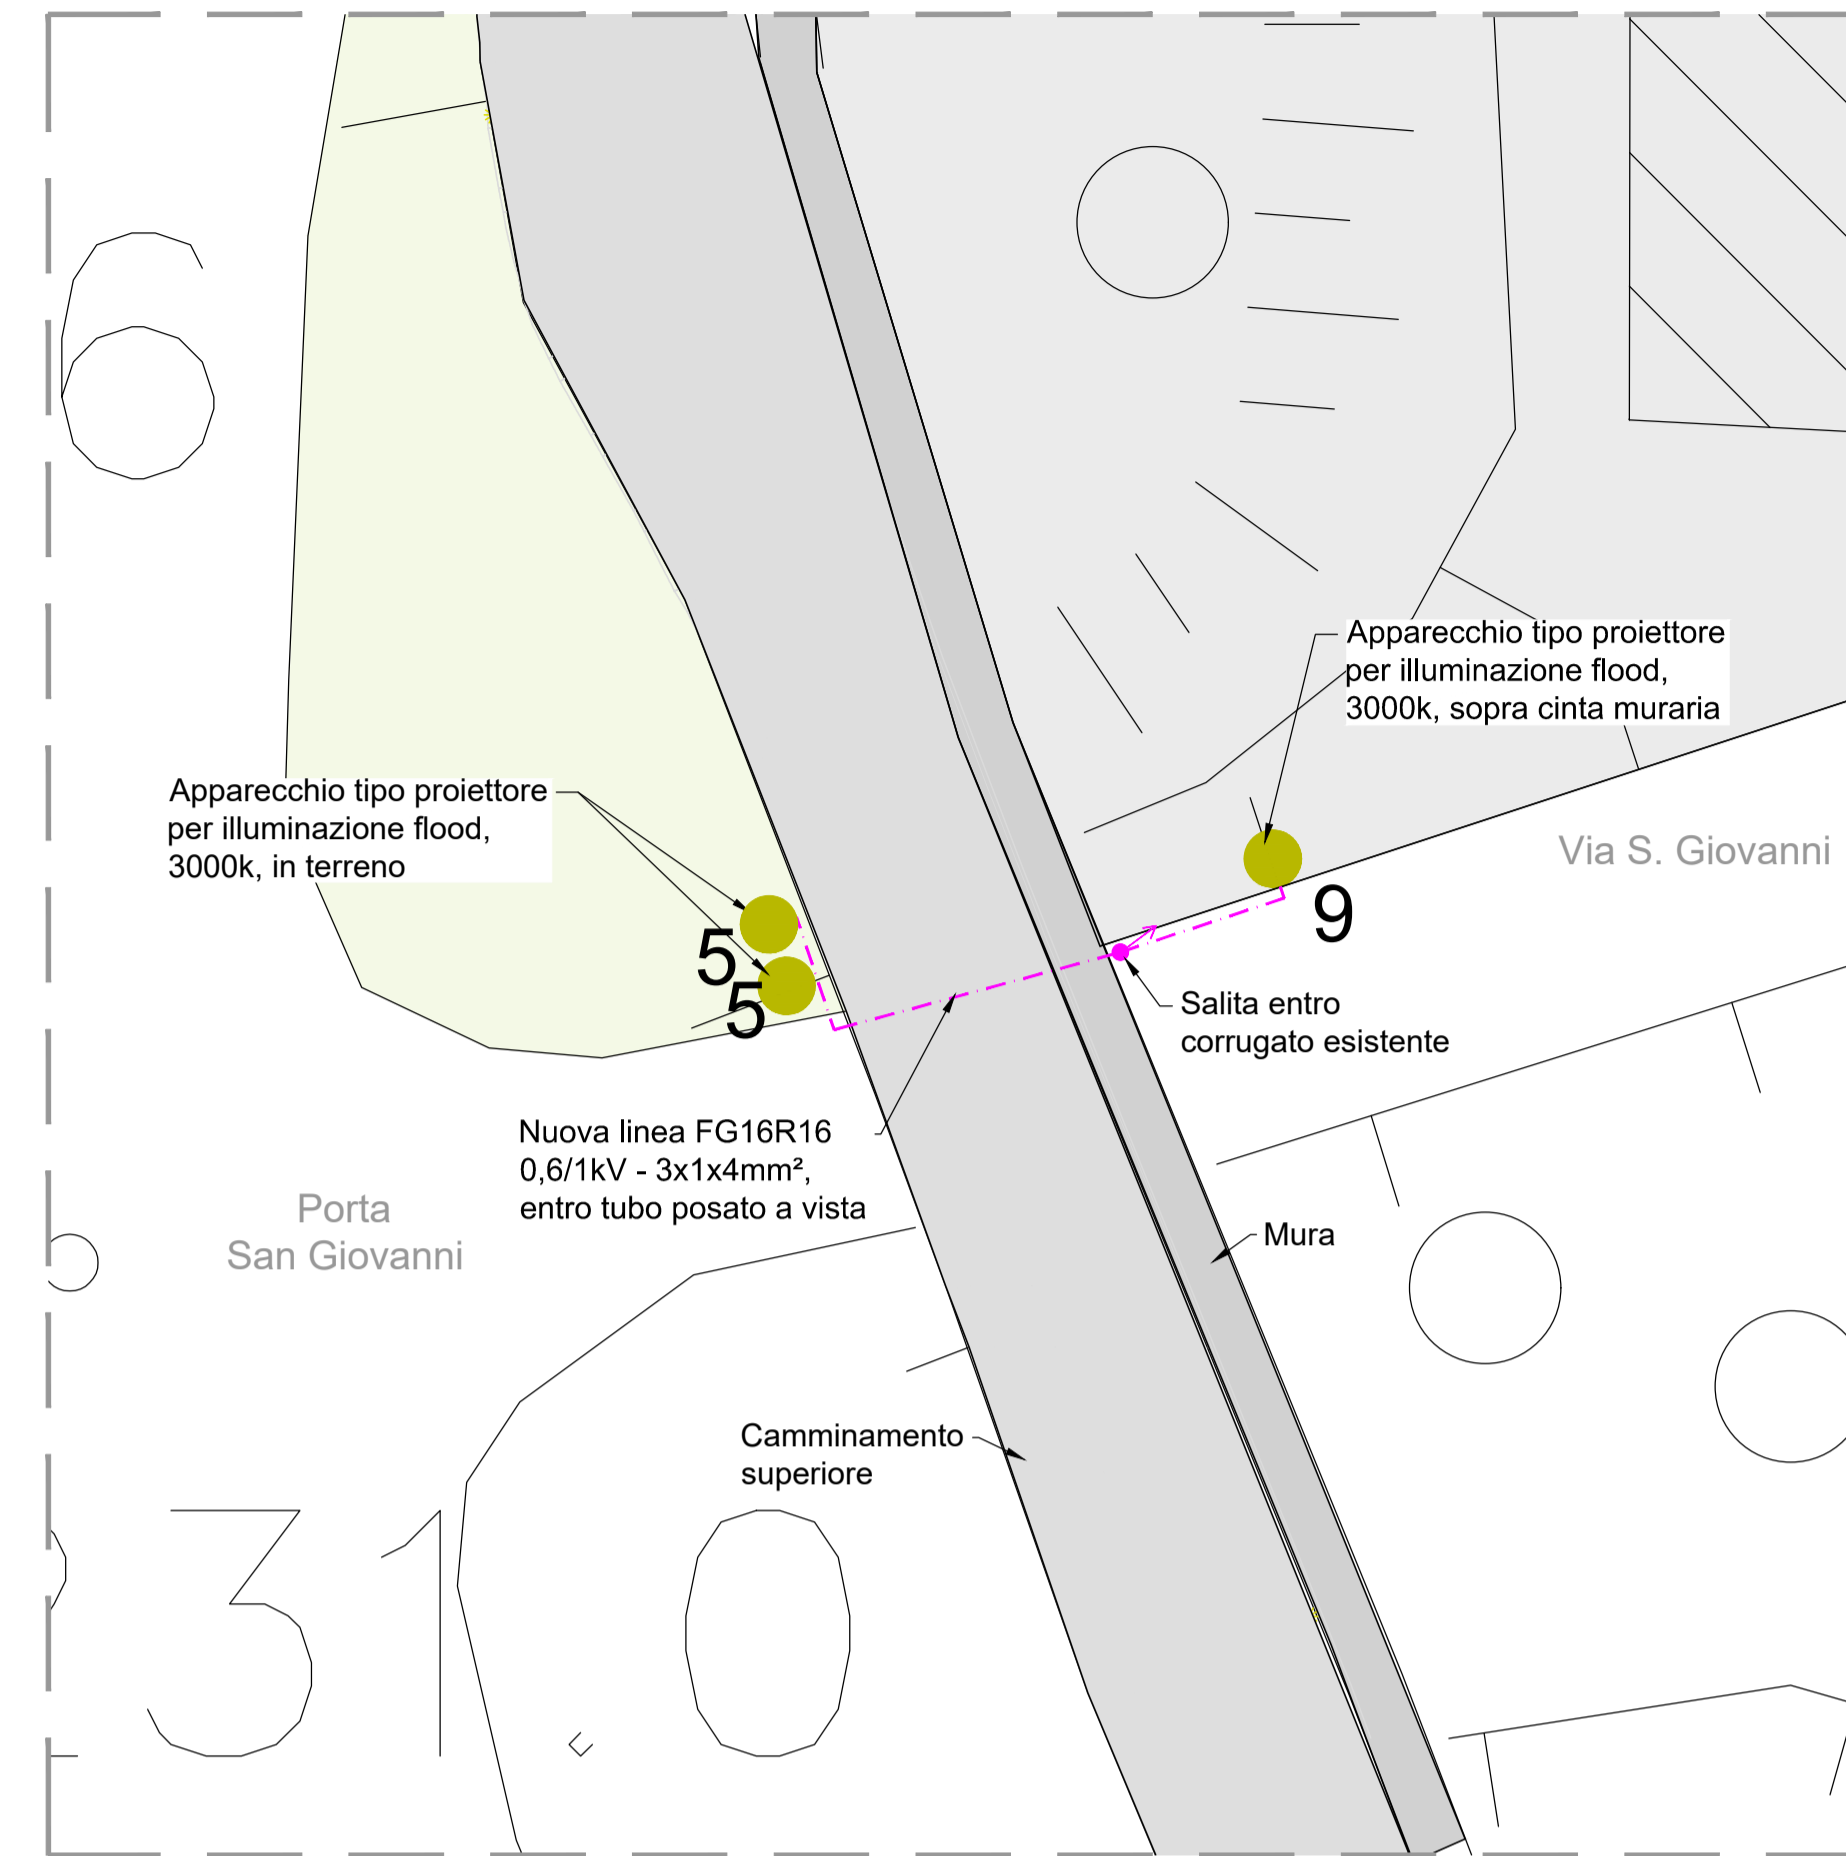 6
Apparecchio tipo proiettore
per illuminazione flood,
3000k, sopra cinta muraria
Apparecchio tipo proiettore
per illuminazione flood,
3000k, in terreno
Via S. Giovanni
9
5
5
Salita entro
corrugato esistente
Nuova linea FG16R16
0,6/1kV - 3x1x4mm²,
entro tubo posato a vista
Porta
San Giovanni
Mura
Camminamento
superiore
310